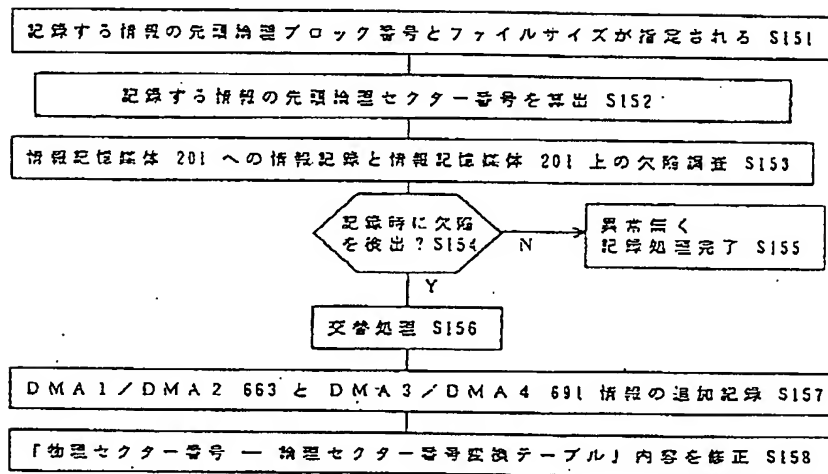 記録する情報の先頭論理ブロック番号とファイルサイズが指定される S151
記録する情報の先頭論理セクター番号を算出 S152
情報記憶媒体 201 への情報記録と情報記憶媒体 201 上の欠陥調査 S153
記録時に欠陥
を検出？S154
N
異常無く
記録処理完了 S155
Y
交替処理 S156
DMA1／DMA2 663 と DMA3／DMA4 691 情報の追加記録 S157
『物理セクター番号 ― 論理セクター番号変換テーブル』内容を修正 S158